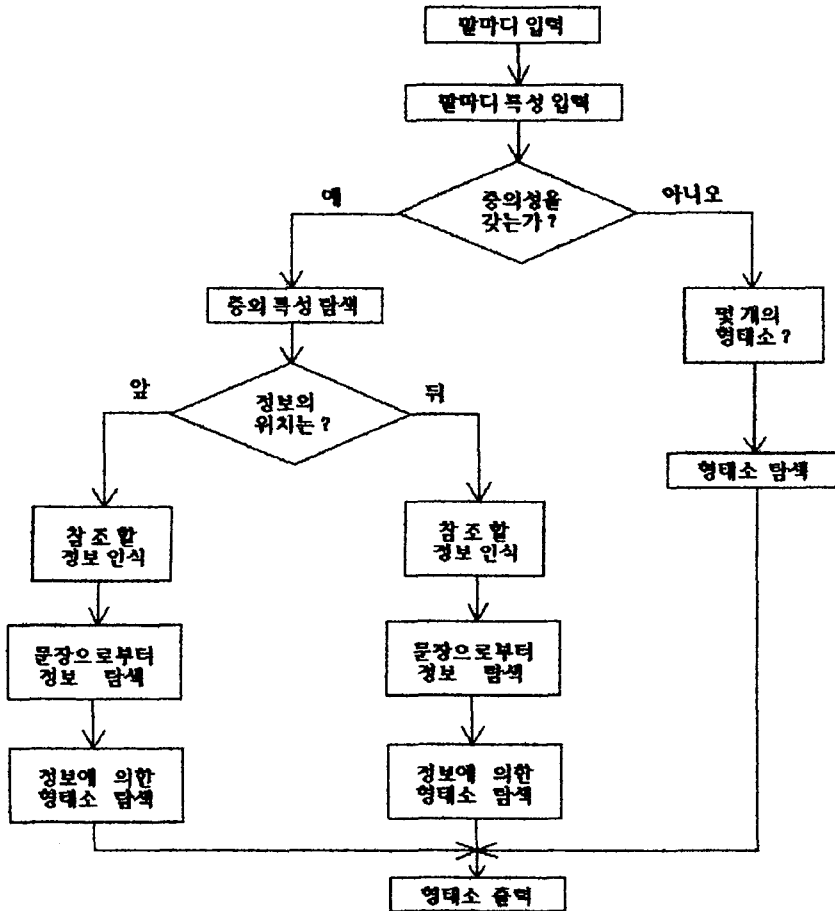 말마디 입력
말마디 특성 입력
중의성을
갖는가?
예
아니오
중의 특성 탐색
몇 개의
형태소?
정보의
위치는?
앞
뒤
형태소 탐색
참조할
정보 인식
참조할
정보 인식
문장으로부터
정보 탐색
문장으로부터
정보 탐색
정보에 의한
형태소 탐색
정보에 의한
형태소 탐색
형태소 출력